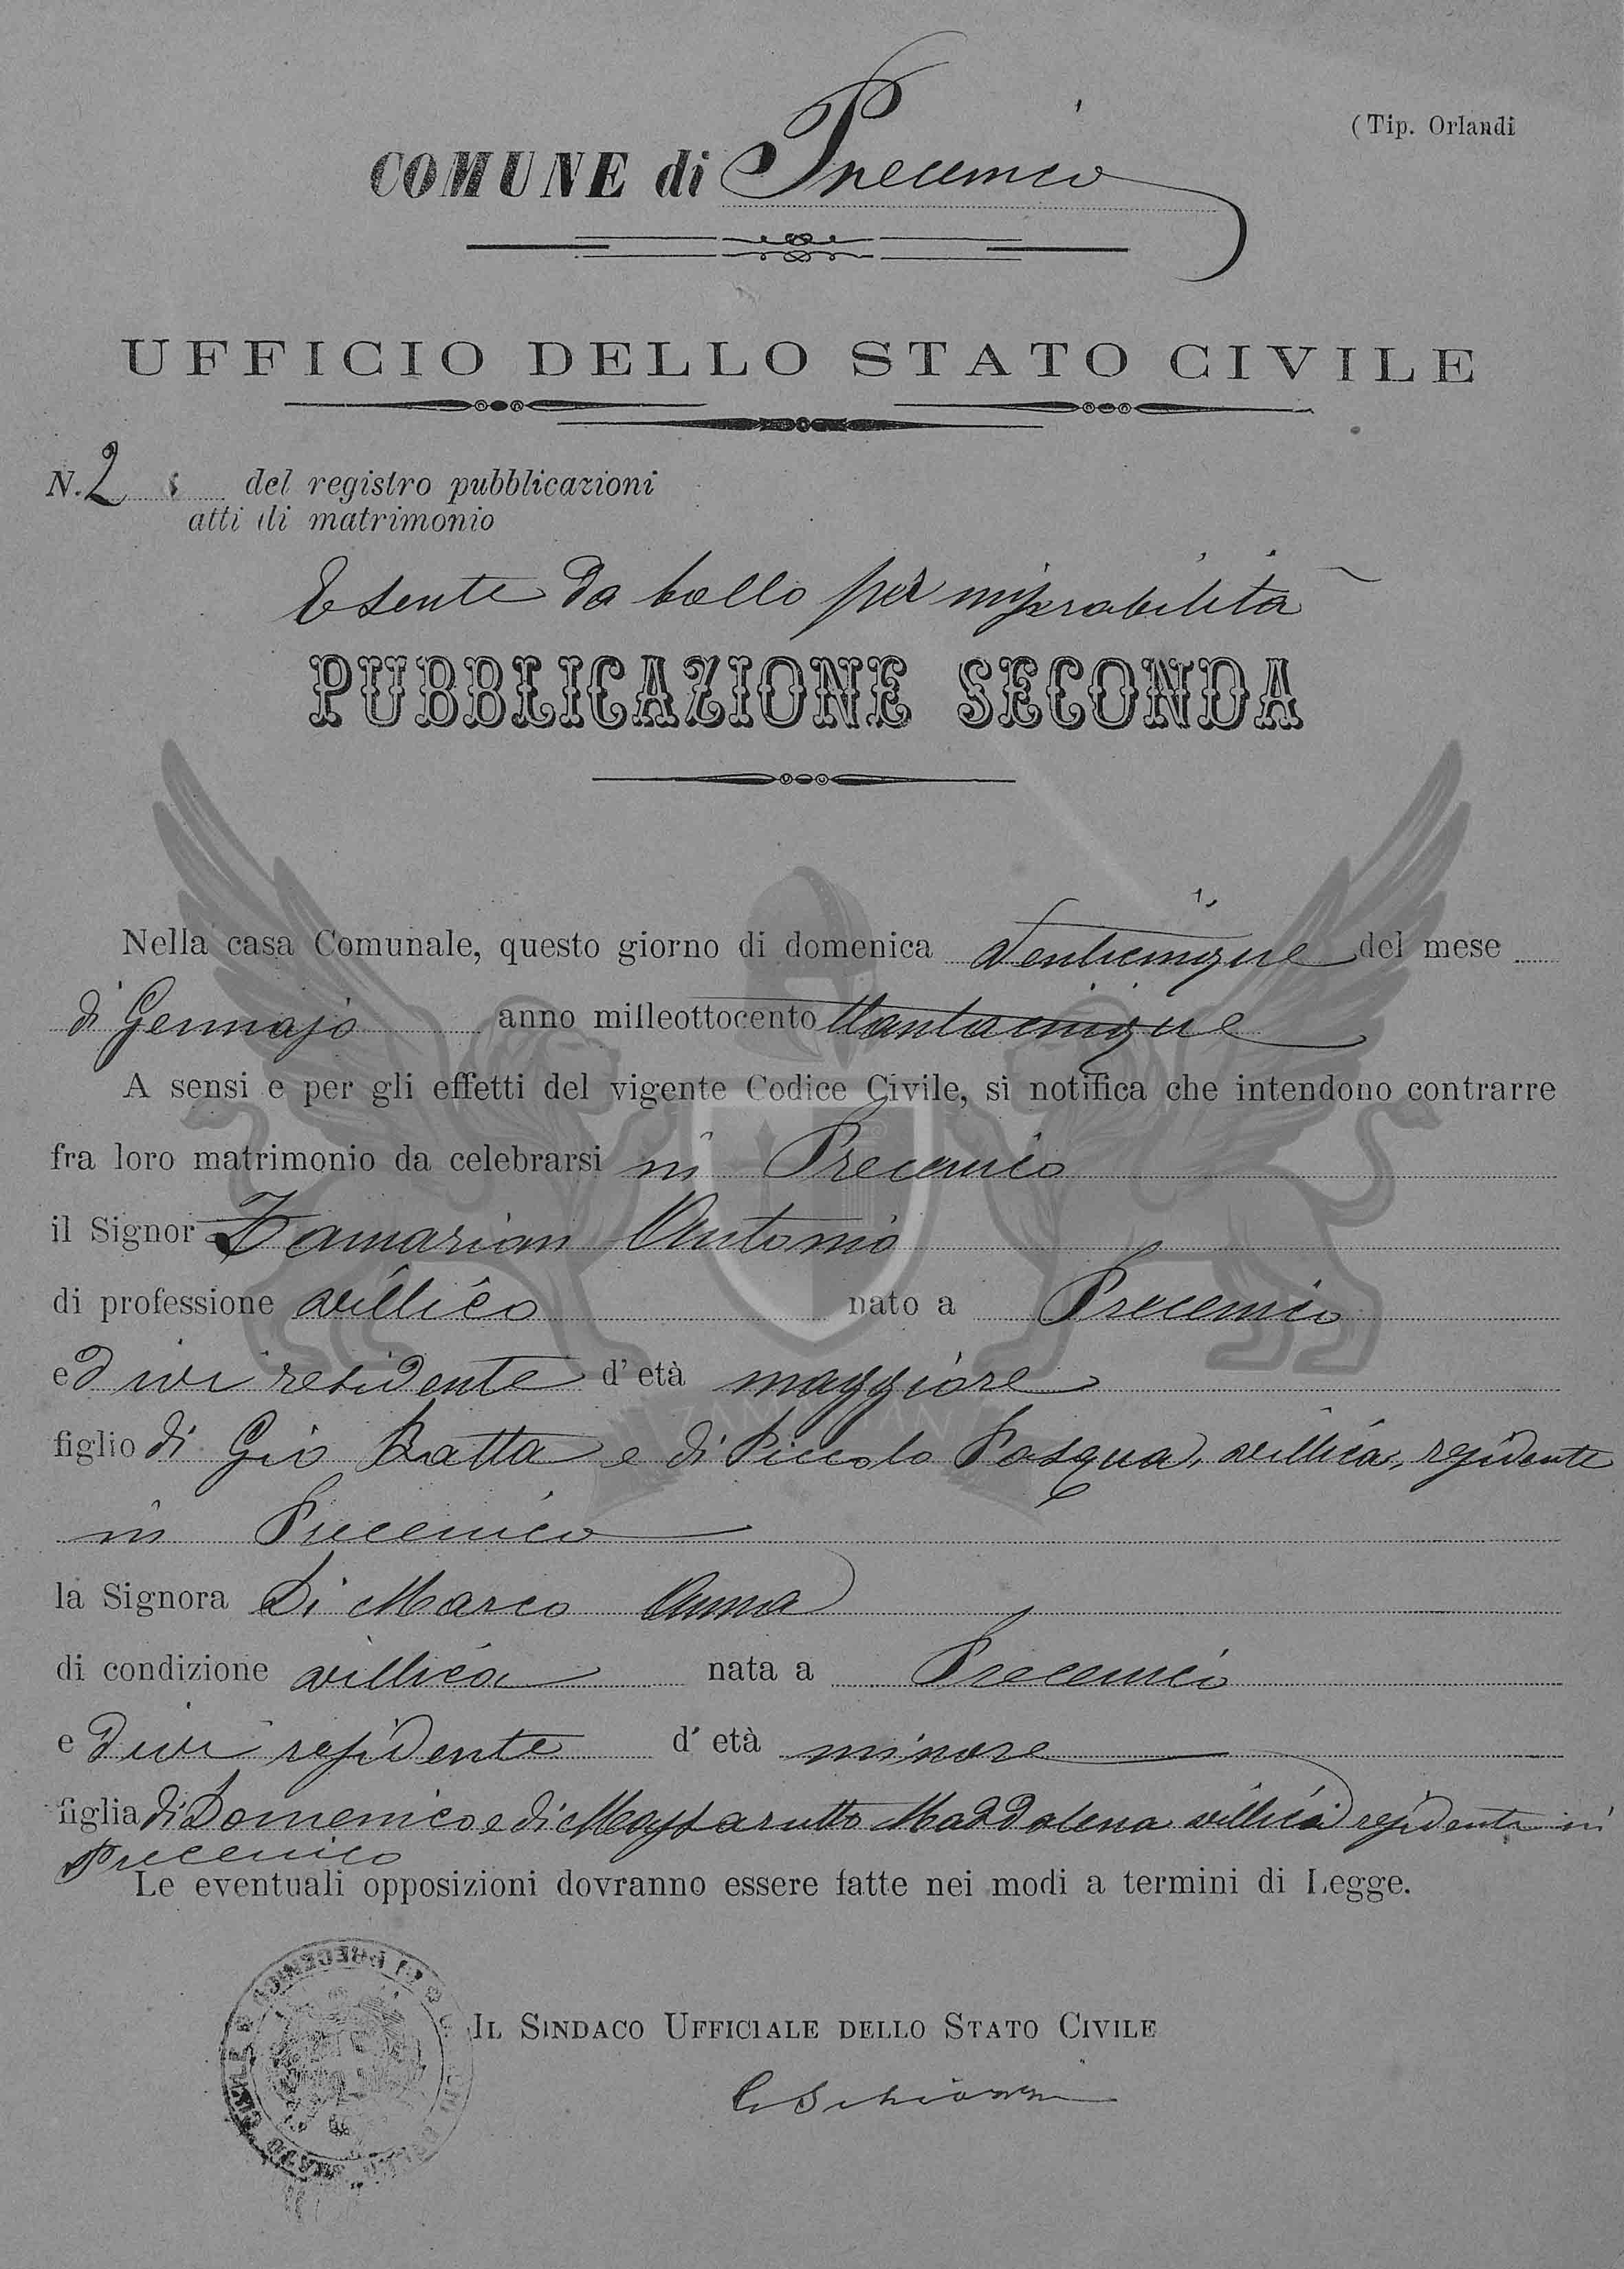 (Tip. Orlandi
COMUNE di Precenico
UFFICIO DELLO STATO CIVILE
N. 2 del registro pubblicazioni
atti di matrimonio
Esente da bollo per miserabilità
PUBBLICAZIONE SECONDA
Nella casa Comunale, questo giorno di domenica venticinque del mese
di Gennajo anno milleottocento ottantacinque
A sensi e per gli effetti del vigente Codice Civile, si notifica che intendono contrarre
fra loro matrimonio da celebrarsi in Precenico
il Signor Zamarian Antonio
di professione villico nato a Precenico
ed ivi residente d'età maggiore
figlio di Gio Batta e di Piccolo Pasqua, villica, residente
in Precenico
la Signora Di Marco Anna
di condizione villica nata a Precenico
e d ivi residente d'età minore
figlia di Domenico e di Massarutto Maddalena villica residente in
Precenico
Le eventuali opposizioni dovranno essere fatte nei modi a termini di Legge.
IL SINDACO UFFICIALE DELLO STATO CIVILE